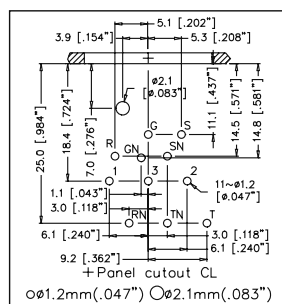 5.1 [.202"]
3.9 [.154"]
5.3 [.208"]
ø2.1
[ø.083"]
25.0 [.984"]
18.4 [.724"]
7.0 [.276"]
11.1 [.437"]
14.5 [.571"]
14.8 [.581"]
G S
R GN SN
1 3 2
11~ø1.2
[ø.047"]
1.1 [.043"]
3.0 [.118"]
RN TN T
6.1 [.240"]
3.0 [.118"]
6.1 [.240"]
9.2 [.362"]
Panel cutout CL
ø1.2mm(.047") ø2.1mm(.083")